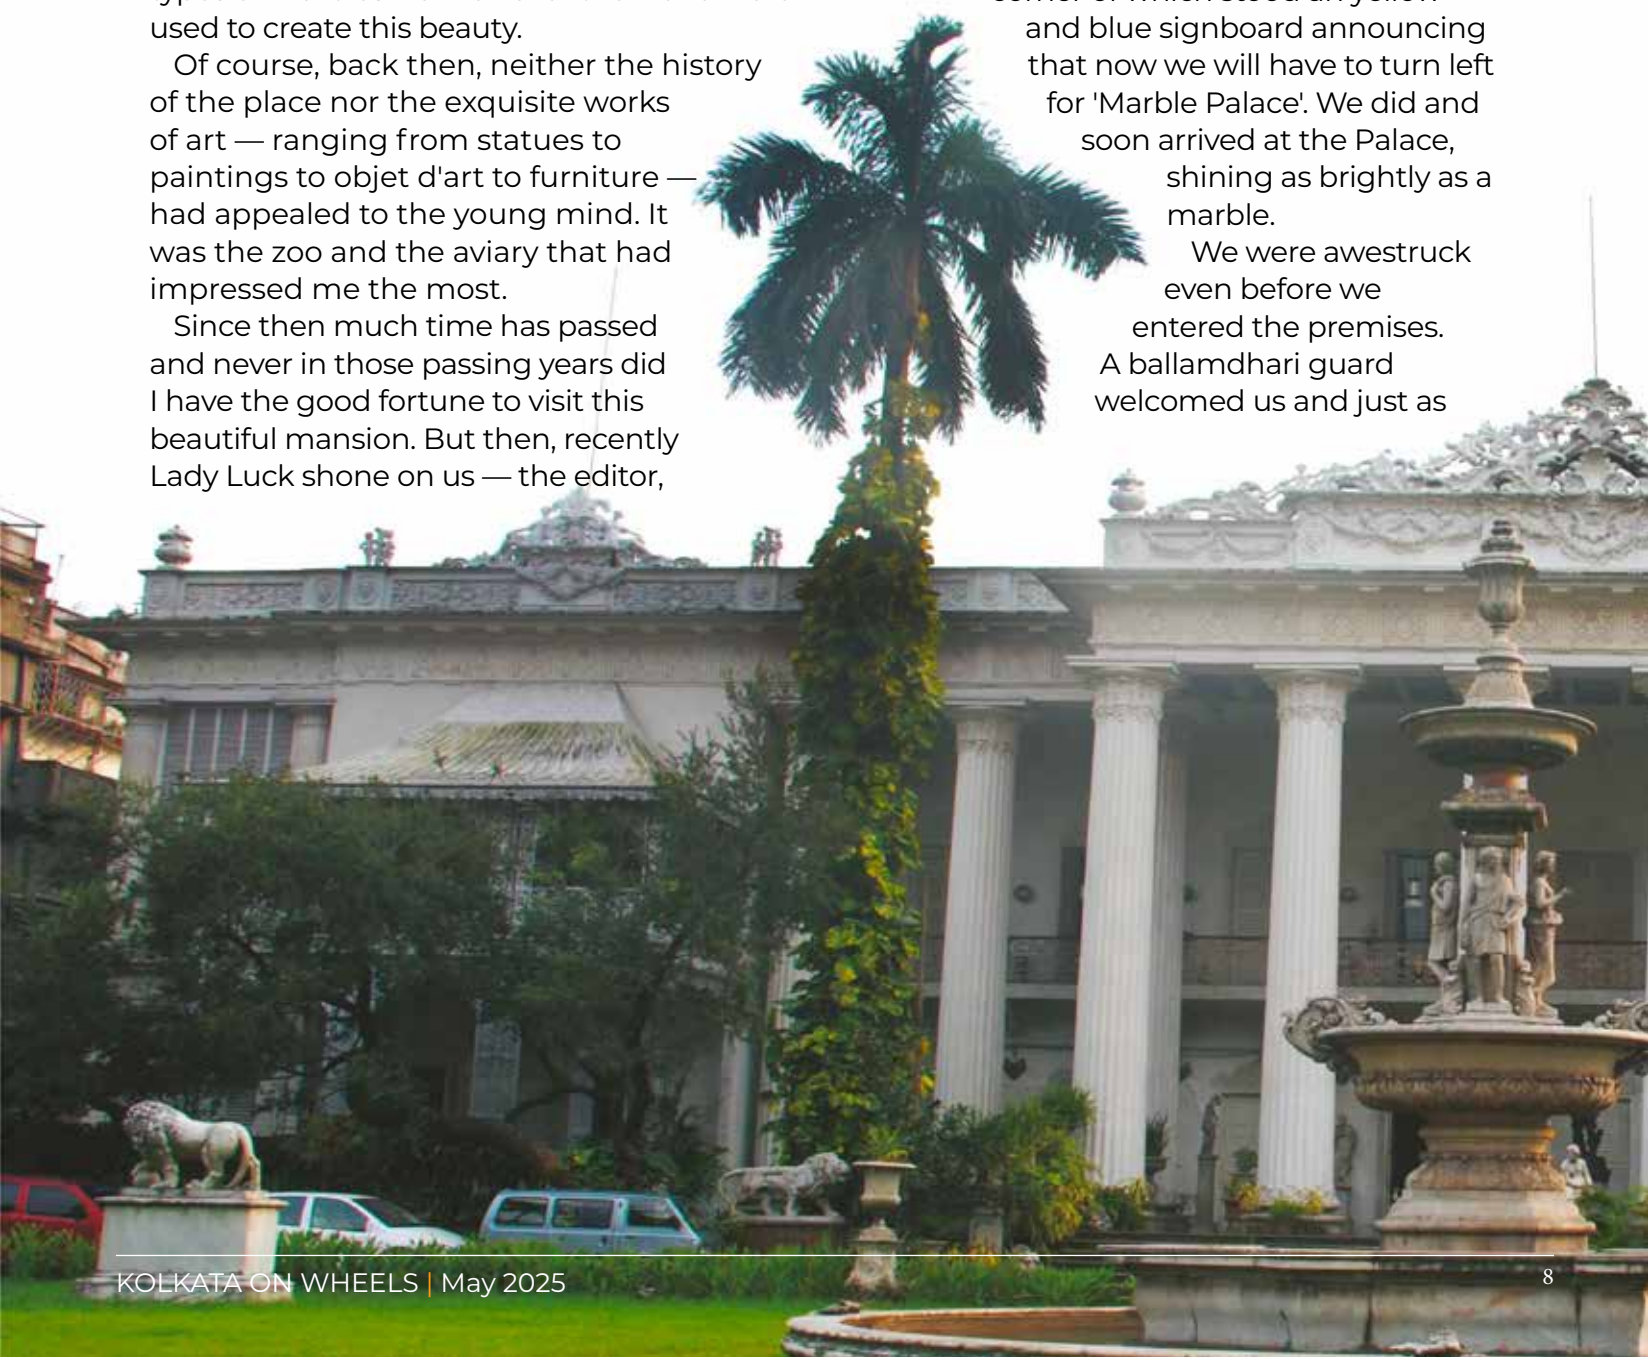 used to create this beauty.
Of course, back then, neither the history
of the place nor the exquisite works
of art — ranging from statues to
paintings to objet d'art to furniture —
had appealed to the young mind. It
was the zoo and the aviary that had
impressed me the most.
Since then much time has passed
and never in those passing years did
I have the good fortune to visit this
beautiful mansion. But then, recently
Lady Luck shone on us — the editor,
and blue signboard announcing
that now we will have to turn left
for 'Marble Palace'. We did and
soon arrived at the Palace,
shining as brightly as a
marble.
We were awestruck
even before we
entered the premises.
A ballamdhari guard
welcomed us and just as
KOLKATA ON WHEELS | May 2025
8